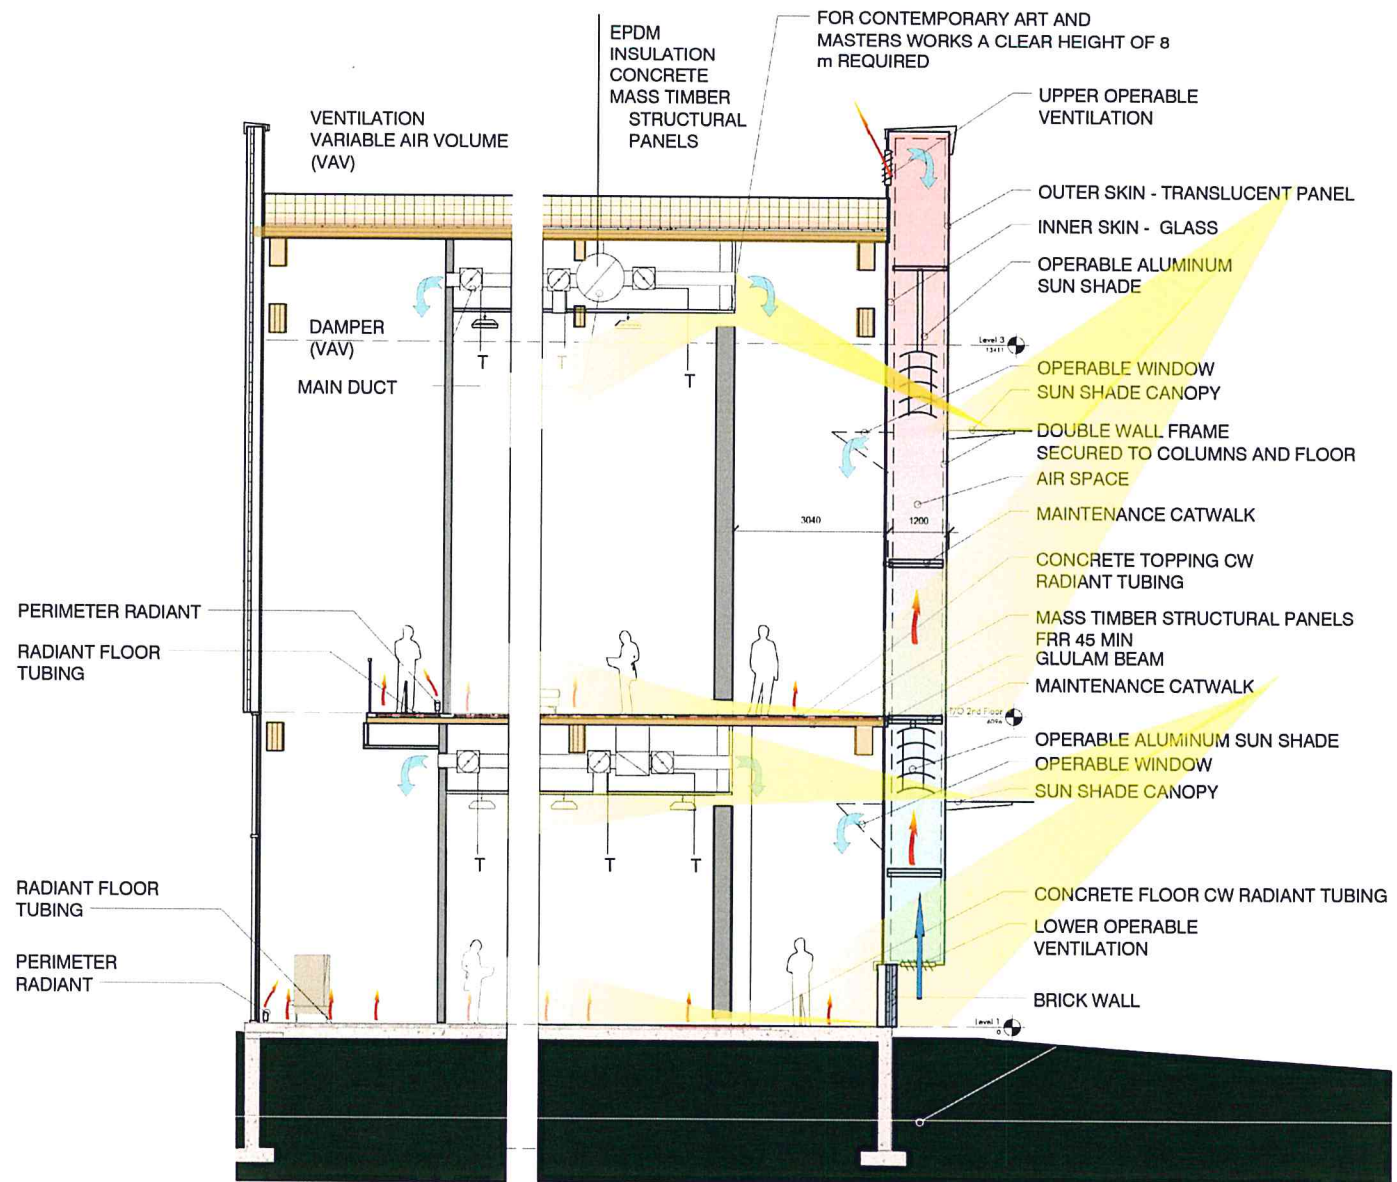 FOR CONTEMPORARY ART AND
MASTERS WORKS A CLEAR HEIGHT OF 8
m REQUIRED
EPDM
INSULATION
CONCRETE
MASS TIMBER
STRUCTURAL
PANELS
VENTILATION
VARIABLE AIR VOLUME
(VAV)
UPPER OPERABLE
VENTILATION
OUTER SKIN - TRANSLUCENT PANEL
INNER SKIN - GLASS
OPERABLE ALUMINUM
SUN SHADE
DAMPER
(VAV)
MAIN DUCT
T
T
T
Level 3
13411
OPERABLE WINDOW
SUN SHADE CANOPY
DOUBLE WALL FRAME
SECURED TO COLUMNS AND FLOOR
AIR SPACE
3040
1200
MAINTENANCE CATWALK
CONCRETE TOPPING CW
RADIANT TUBING
PERIMETER RADIANT
RADIANT FLOOR
TUBING
MASS TIMBER STRUCTURAL PANELS
FRR 45 MIN
GLULAM BEAM
MAINTENANCE CATWALK
T/O 2nd Floor
6096
OPERABLE ALUMINUM SUN SHADE
OPERABLE WINDOW
SUN SHADE CANOPY
T
T
T
RADIANT FLOOR
TUBING
PERIMETER
RADIANT
CONCRETE FLOOR CW RADIANT TUBING
LOWER OPERABLE
VENTILATION
BRICK WALL
Level 1
0